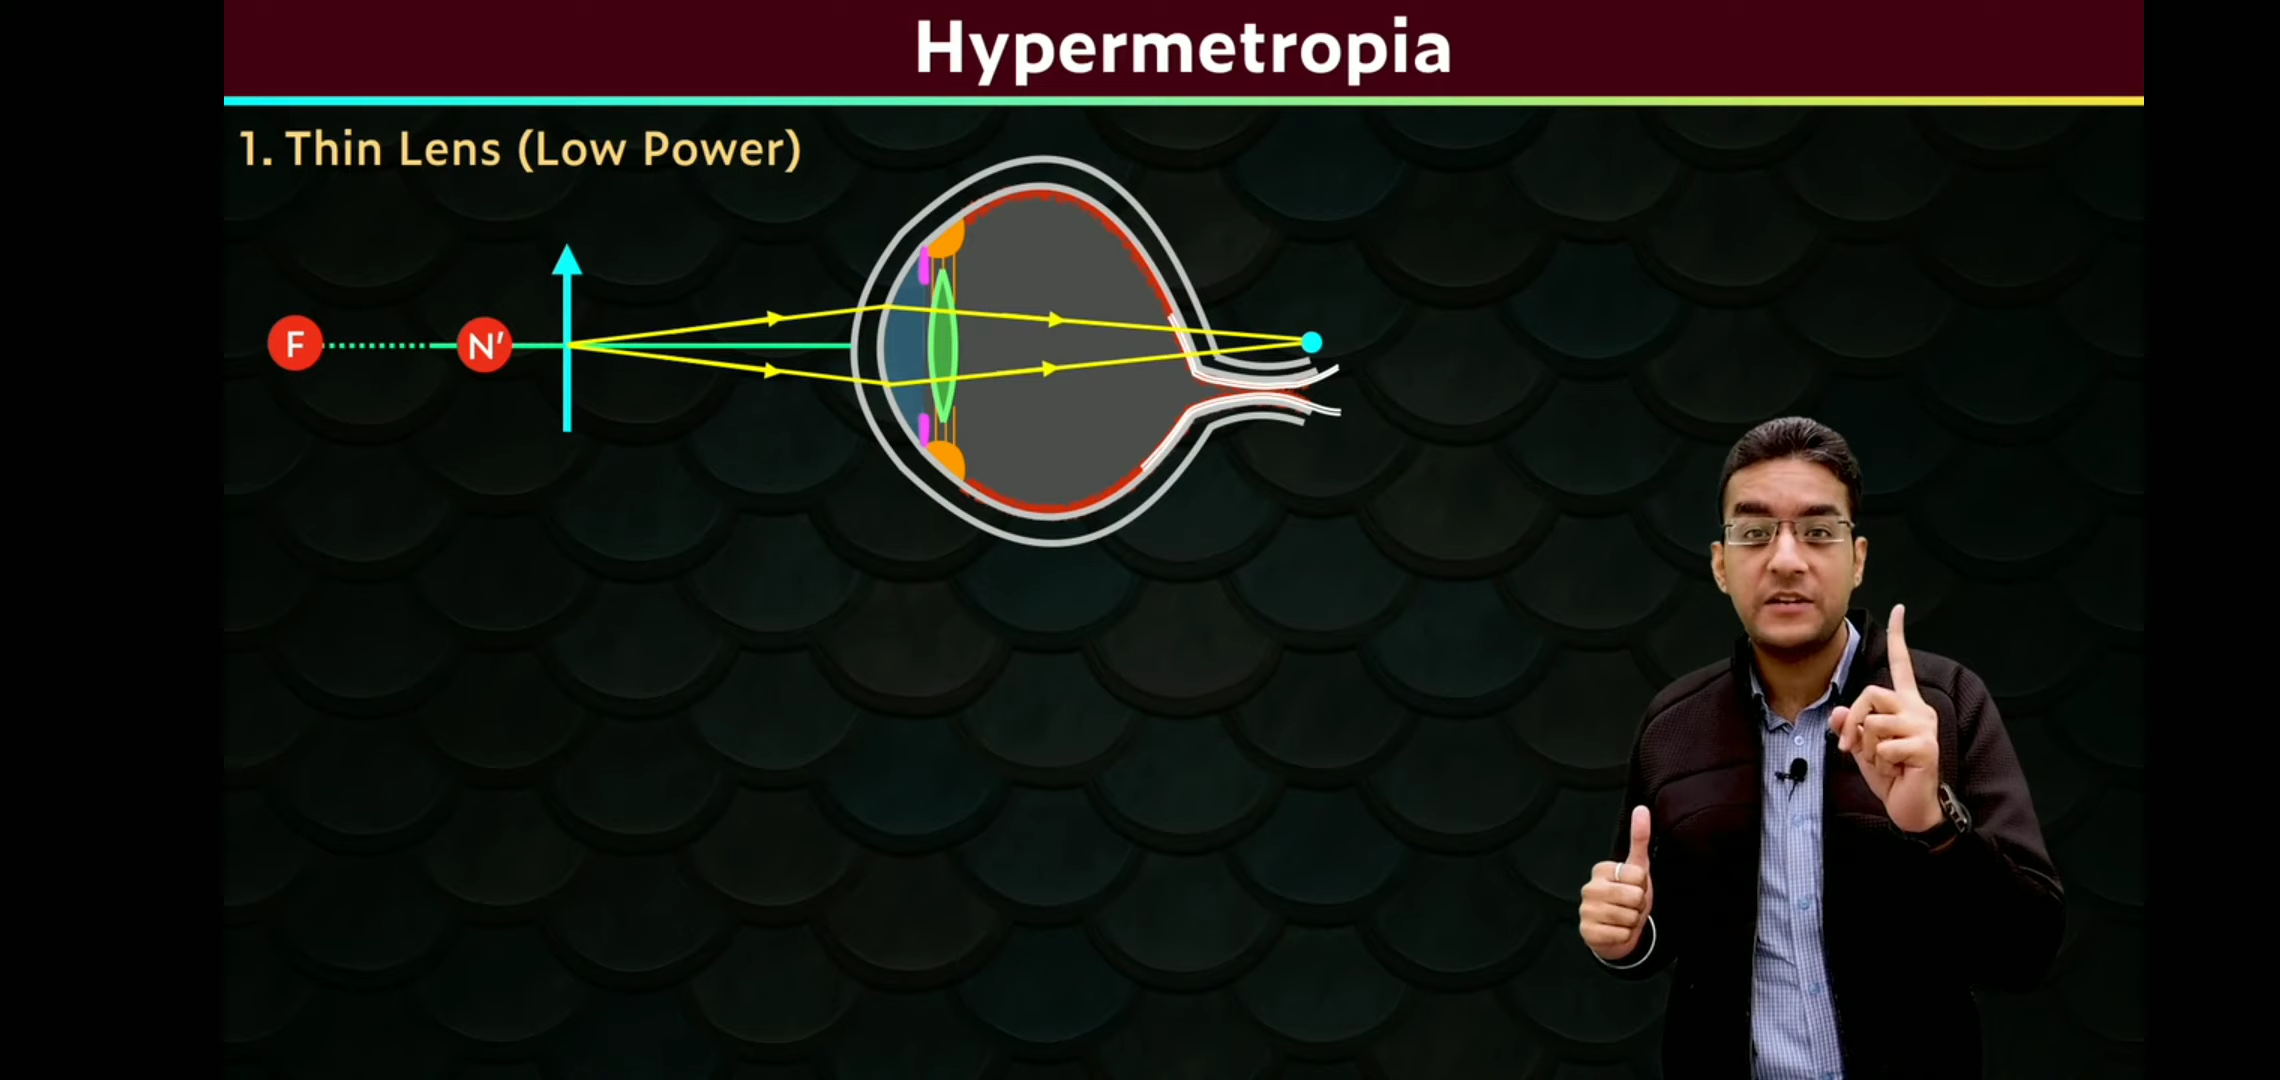 Hypermetropia
1. Thin Lens (Low Power)
F N′